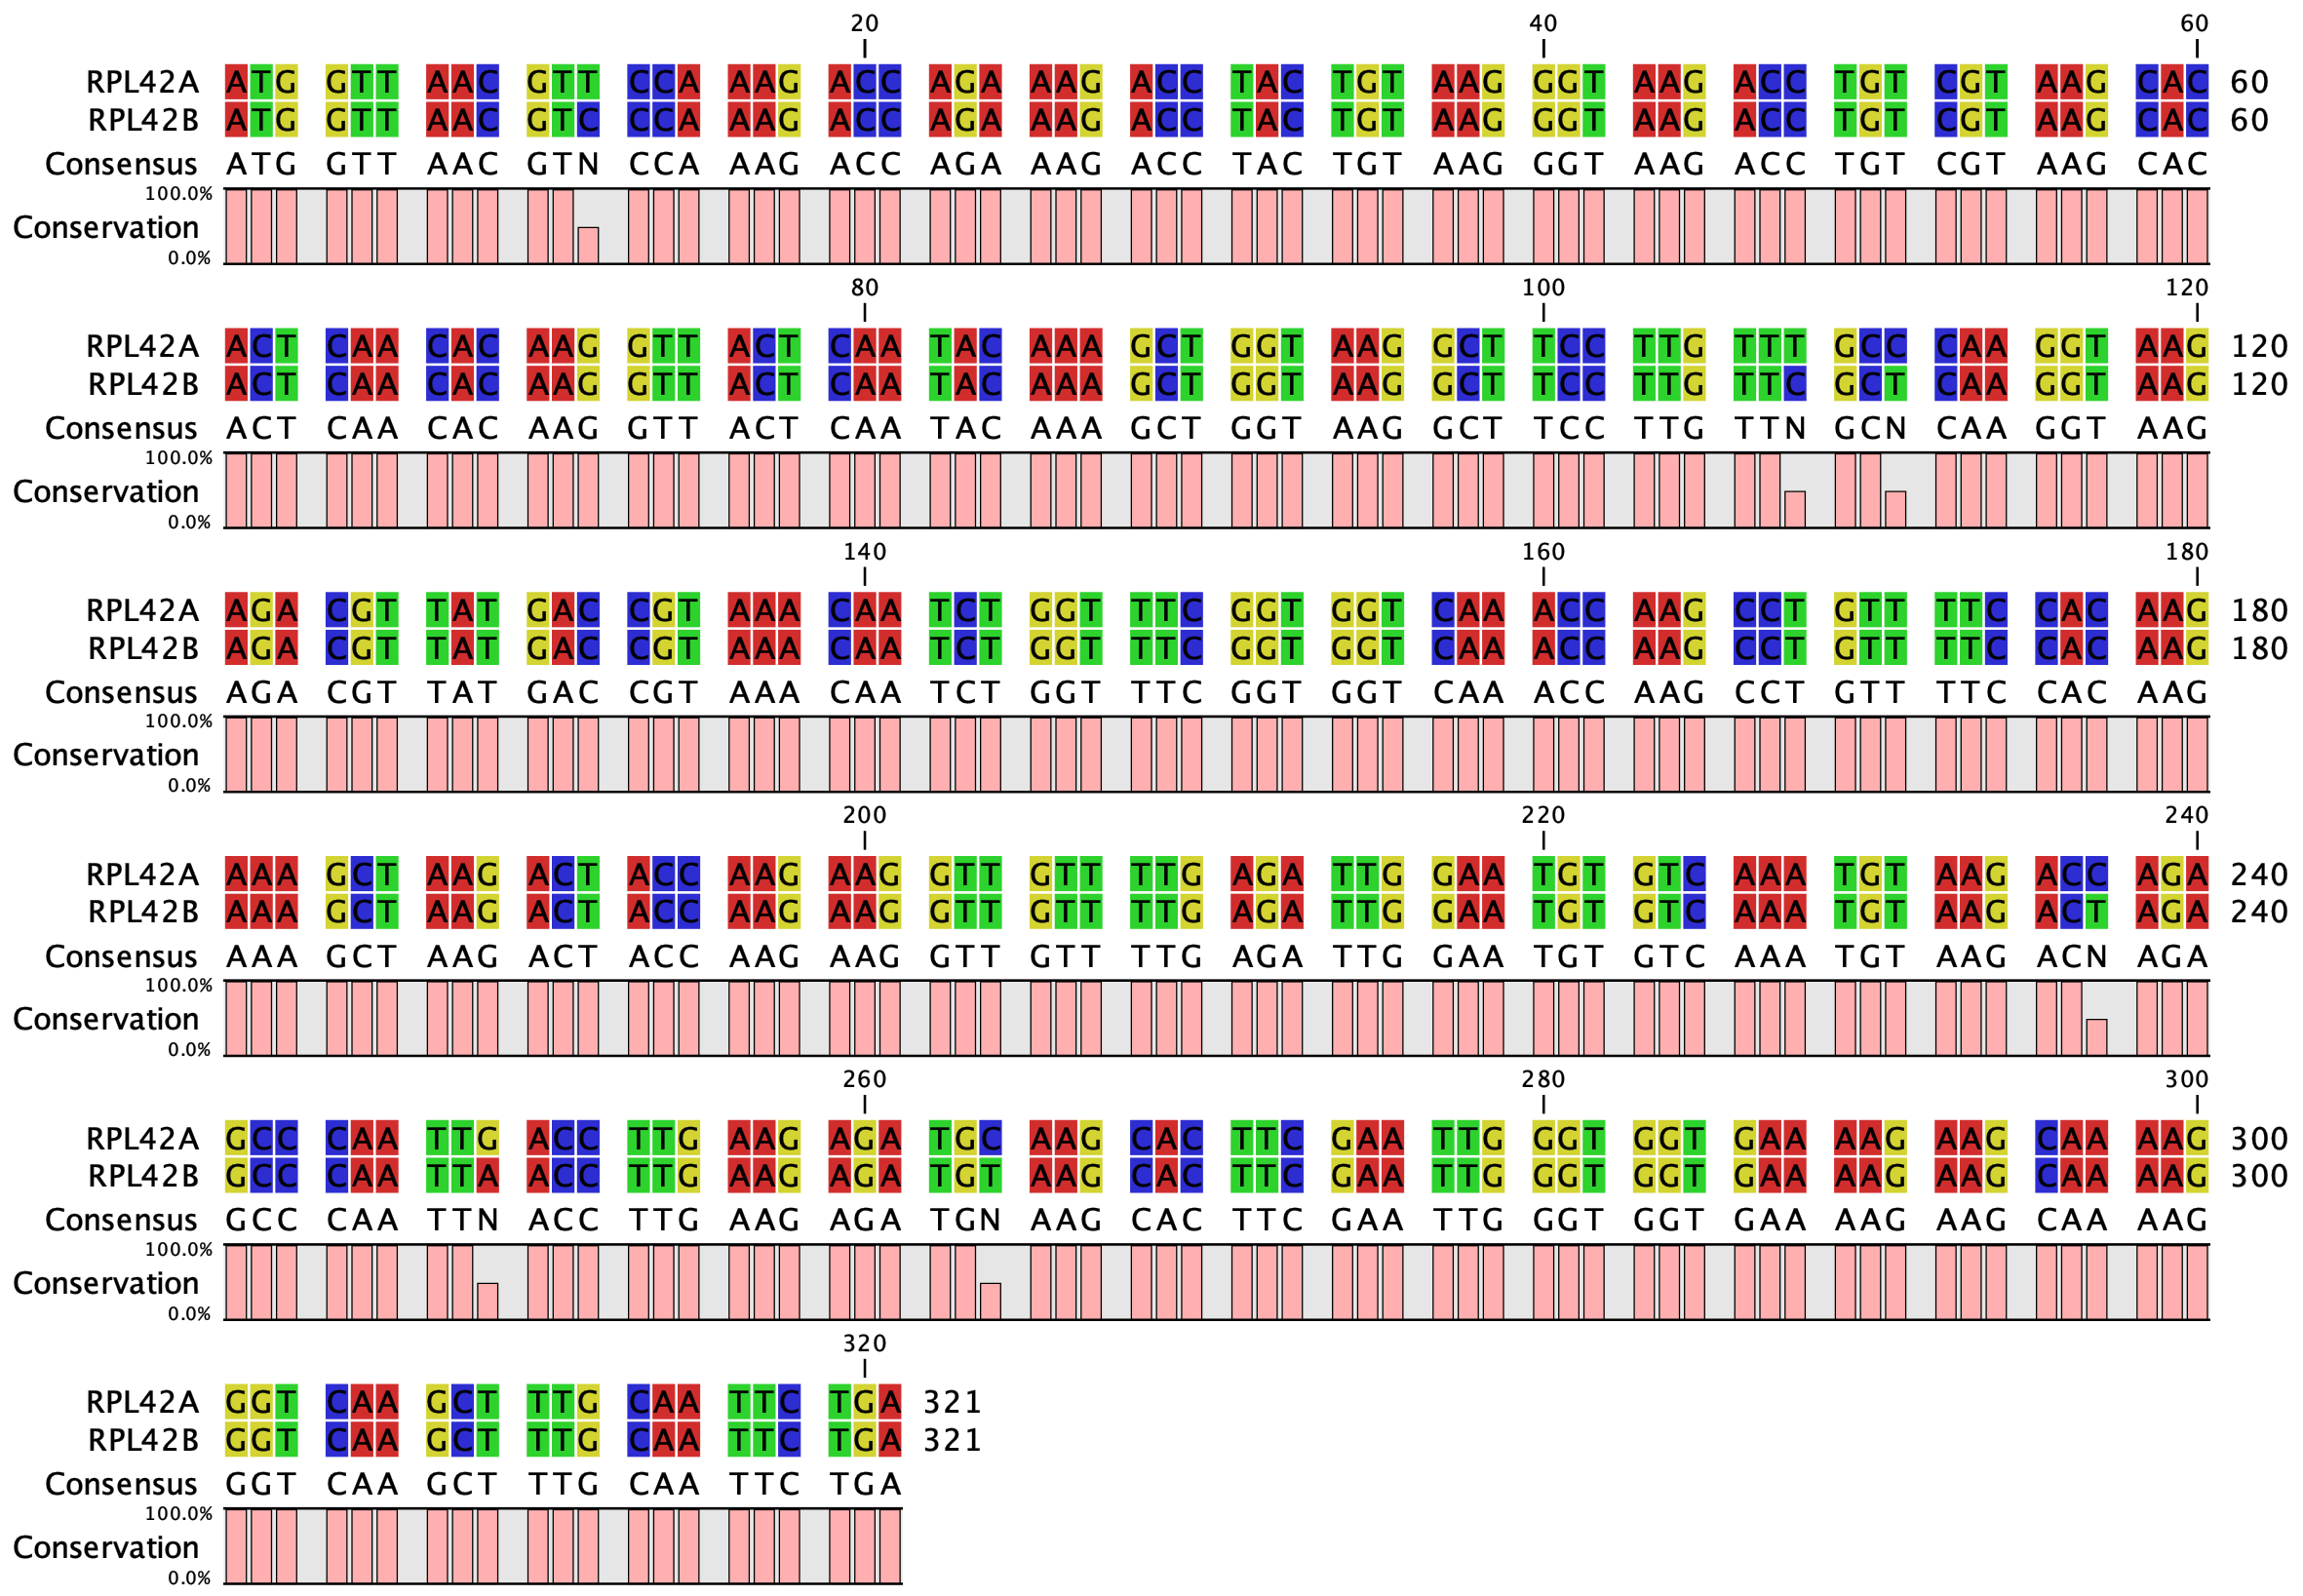 20 40 60
RPL42A ATG GTT AAC GTT CCA AAG ACC AGA AAG ACC TAC TGT AAG GGT AAG ACC TGT CGT AAG CAC 60
RPL42B ATG GTT AAC GTC CCA AAG ACC AGA AAG ACC TAC TGT AAG GGT AAG ACC TGT CGT AAG CAC 60
Consensus ATG GTT AAC GTN CCA AAG ACC AGA AAG ACC TAC TGT AAG GGT AAG ACC TGT CGT AAG CAC
100.0%
Conservation
0.0%
80 100 120
RPL42A ACT CAA CAC AAG GTT ACT CAA TAC AAA GCT GGT AAG GCT TCC TTG TTT GCC CAA GGT AAG 120
RPL42B ACT CAA CAC AAG GTT ACT CAA TAC AAA GCT GGT AAG GCT TCC TTG TTC GCT CAA GGT AAG 120
Consensus ACT CAA CAC AAG GTT ACT CAA TAC AAA GCT GGT AAG GCT TCC TTG TTN GCN CAA GGT AAG
100.0%
Conservation
0.0%
140 160 180
RPL42A AGA CGT TAT GAC CGT AAA CAA TCT GGT TTC GGT GGT CAA ACC AAG CCT GTT TTC CAC AAG 180
RPL42B AGA CGT TAT GAC CGT AAA CAA TCT GGT TTC GGT GGT CAA ACC AAG CCT GTT TTC CAC AAG 180
Consensus AGA CGT TAT GAC CGT AAA CAA TCT GGT TTC GGT GGT CAA ACC AAG CCT GTT TTC CAC AAG
100.0%
Conservation
0.0%
200 220 240
RPL42A AAA GCT AAG ACT ACC AAG AAG GTT GTT TTG AGA TTG GAA TGT GTC AAA TGT AAG ACC AGA 240
RPL42B AAA GCT AAG ACT ACC AAG AAG GTT GTT TTG AGA TTG GAA TGT GTC AAA TGT AAG ACT AGA 240
Consensus AAA GCT AAG ACT ACC AAG AAG GTT GTT TTG AGA TTG GAA TGT GTC AAA TGT AAG ACN AGA
100.0%
Conservation
0.0%
260 280 300
RPL42A GCC CAA TTG ACC TTG AAG AGA TGC AAG CAC TTC GAA TTG GGT GGT GAA AAG AAG CAA AAG 300
RPL42B GCC CAA TTA ACC TTG AAG AGA TGT AAG CAC TTC GAA TTG GGT GGT GAA AAG AAG CAA AAG 300
Consensus GCC CAA TTN ACC TTG AAG AGA TGN AAG CAC TTC GAA TTG GGT GGT GAA AAG AAG CAA AAG
100.0%
Conservation
0.0%
320
RPL42A GGT CAA GCT TTG CAA TTC TGA 321
RPL42B GGT CAA GCT TTG CAA TTC TGA 321
Consensus GGT CAA GCT TTG CAA TTC TGA
100.0%
Conservation
0.0%